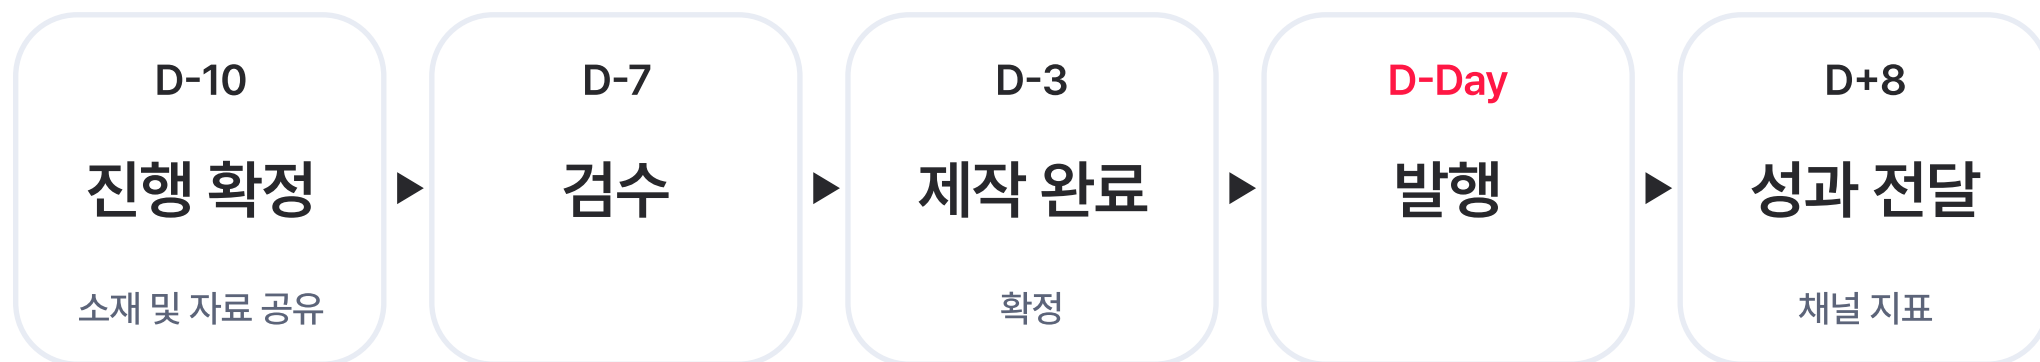 D-10
진행 확정
소재 및 자료 공유
D-7
검수
D-3
제작 완료
확정
D-Day
발행
D+8
성과 전달
채널 지표